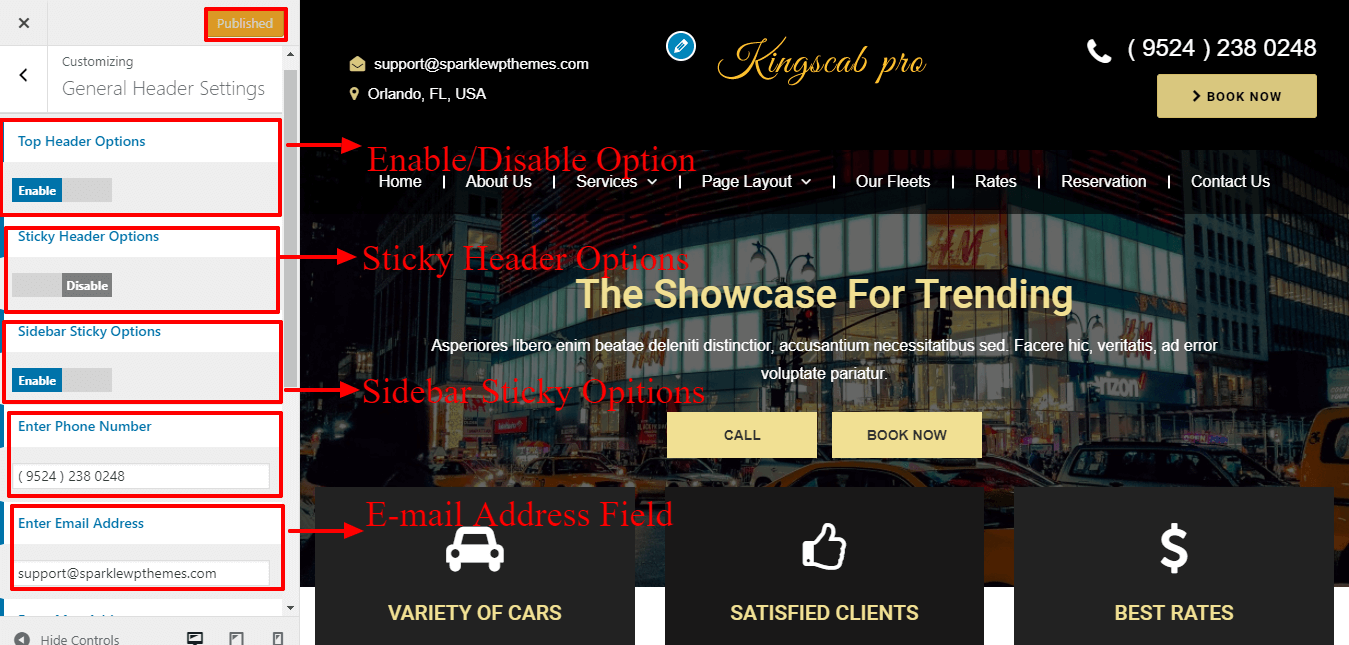 Published
Customizing
General Header Settings
Top Header Options
Enable
Sticky Header Options
Disable
Sidebar Sticky Options
Enable
Enter Phone Number
( 9524 ) 238 0248
Enter Email Address
support@sparklewpthemes.com
Hide Controls
support@sparklewpthemes.com
Orlando, FL, USA
Kingscab pro
( 9524 ) 238 0248
BOOK NOW
Enable/Disable Option
Home | About Us | Services | Page Layout | Our Fleets | Rates | Reservation | Contact Us
H&M
Sticky Header Options
The Showcase For Trending
Asperiores libero enim beatae deleniti distinctior, accusantium necessitatibus sed. Facere hic, veritatis, ad error
voluptate pariatur.
Sidebar Sticky Opitions
CALL
BOOK NOW
E-mail Address Field
VARIETY OF CARS
SATISFIED CLIENTS
BEST RATES